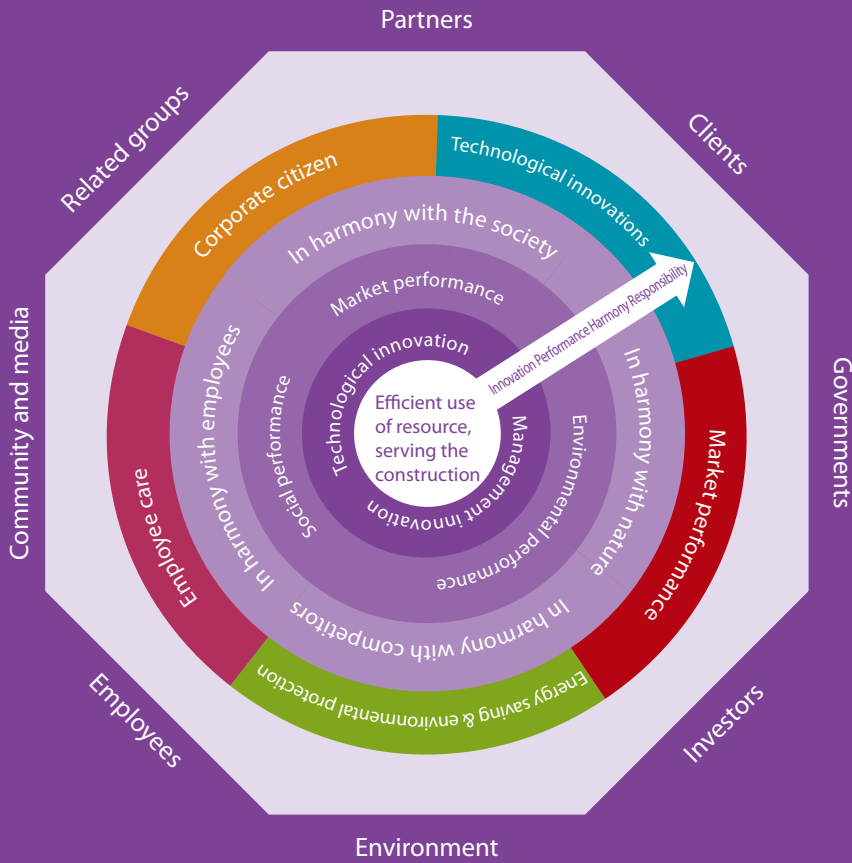 Partners
Clients
Governments
Investors
Environment
Employees
Community and media
Related groups
Corporate citizen
Technological innovations
Market performance
Energy saving & environmental protection
Employee care
In harmony with the society
In harmony with nature
In harmony with competitors
In harmony with employees
Market performance
Environmental performance
Social performance
Technological innovation
Management innovation
Innovation Performance Harmony Responsibility
Efficient use
of resource,
serving the
construction